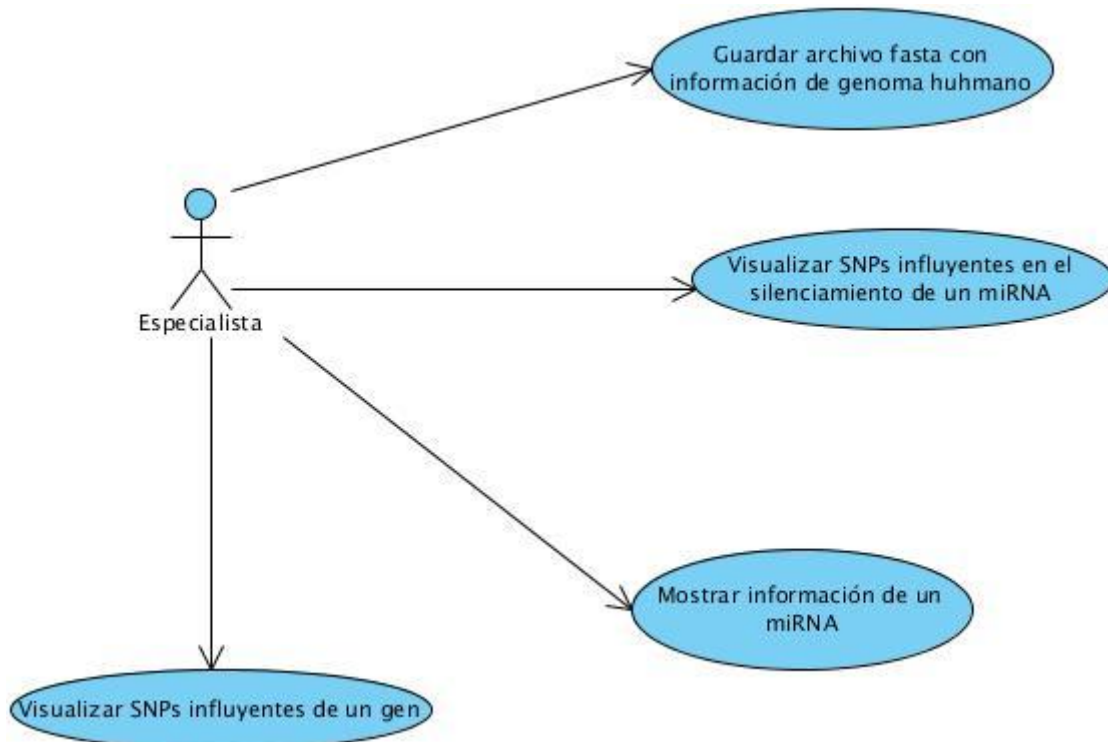 Guardar archivo fasta con
información de genoma huhmano
Visualizar SNPs influyentes en el
silenciamiento de un miRNA
Especialista
Mostrar información de un
miRNA
Visualizar SNPs influyentes de un gen